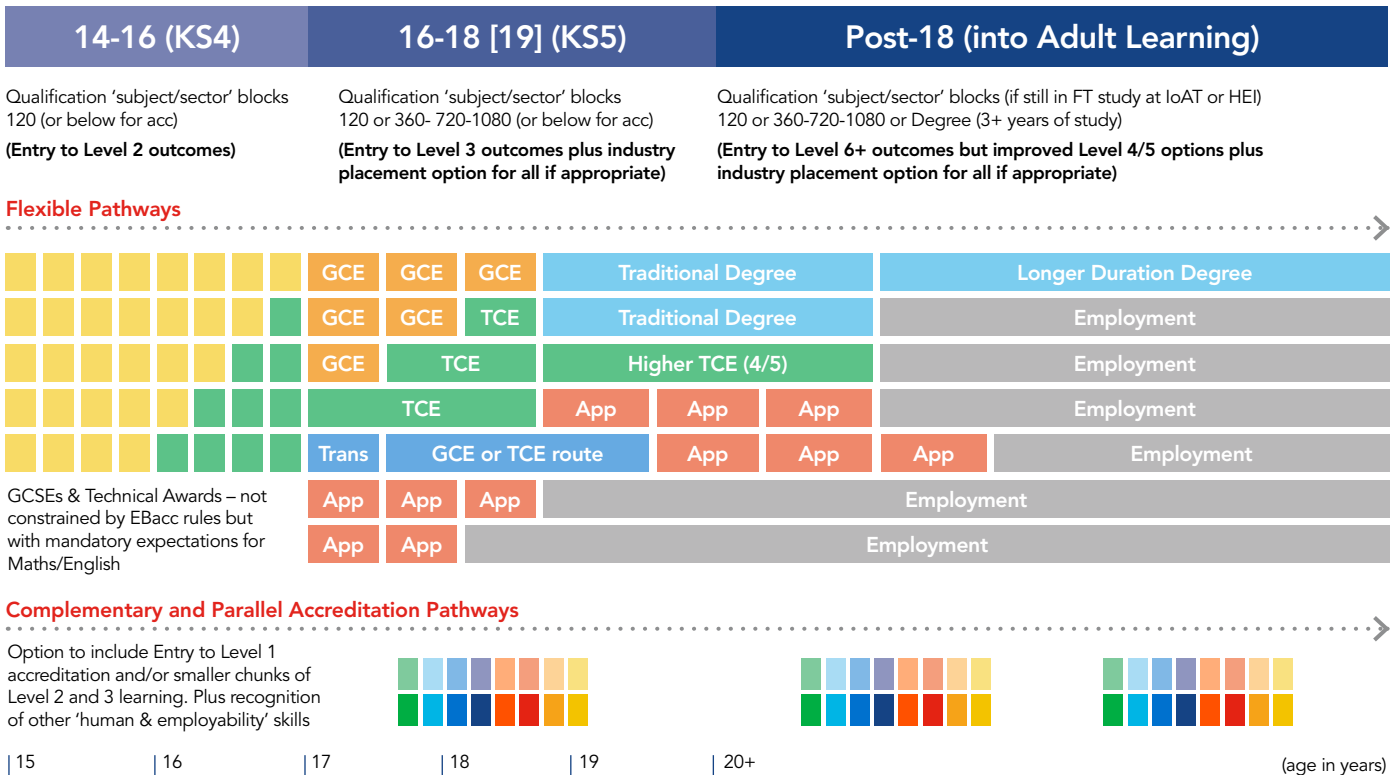 14-16 (KS4)
16-18 [19] (KS5)
Post-18 (into Adult Learning)
Qualification ‘subject/sector’ blocks
120 (or below for acc)
(Entry to Level 2 outcomes)
Qualification ‘subject/sector’ blocks
120 or 360- 720-1080 (or below for acc)
(Entry to Level 3 outcomes plus industry
placement option for all if appropriate)
Qualification ‘subject/sector’ blocks (if still in FT study at IoAT or HEI)
120 or 360-720-1080 or Degree (3+ years of study)
(Entry to Level 6+ outcomes but improved Level 4/5 options plus
industry placement option for all if appropriate)
Flexible Pathways
GCE GCE GCE Traditional Degree Longer Duration Degree
GCE GCE TCE Traditional Degree Employment
GCE TCE Higher TCE (4/5) Employment
TCE App App App Employment
Trans GCE or TCE route App App App Employment
App App App Employment
App App Employment
GCSEs & Technical Awards – not
constrained by EBacc rules but
with mandatory expectations for
Maths/English
Complementary and Parallel Accreditation Pathways
Option to include Entry to Level 1
accreditation and/or smaller chunks of
Level 2 and 3 learning. Plus recognition
of other ‘human & employability’ skills
15 16 17 18 19 20+ (age in years)